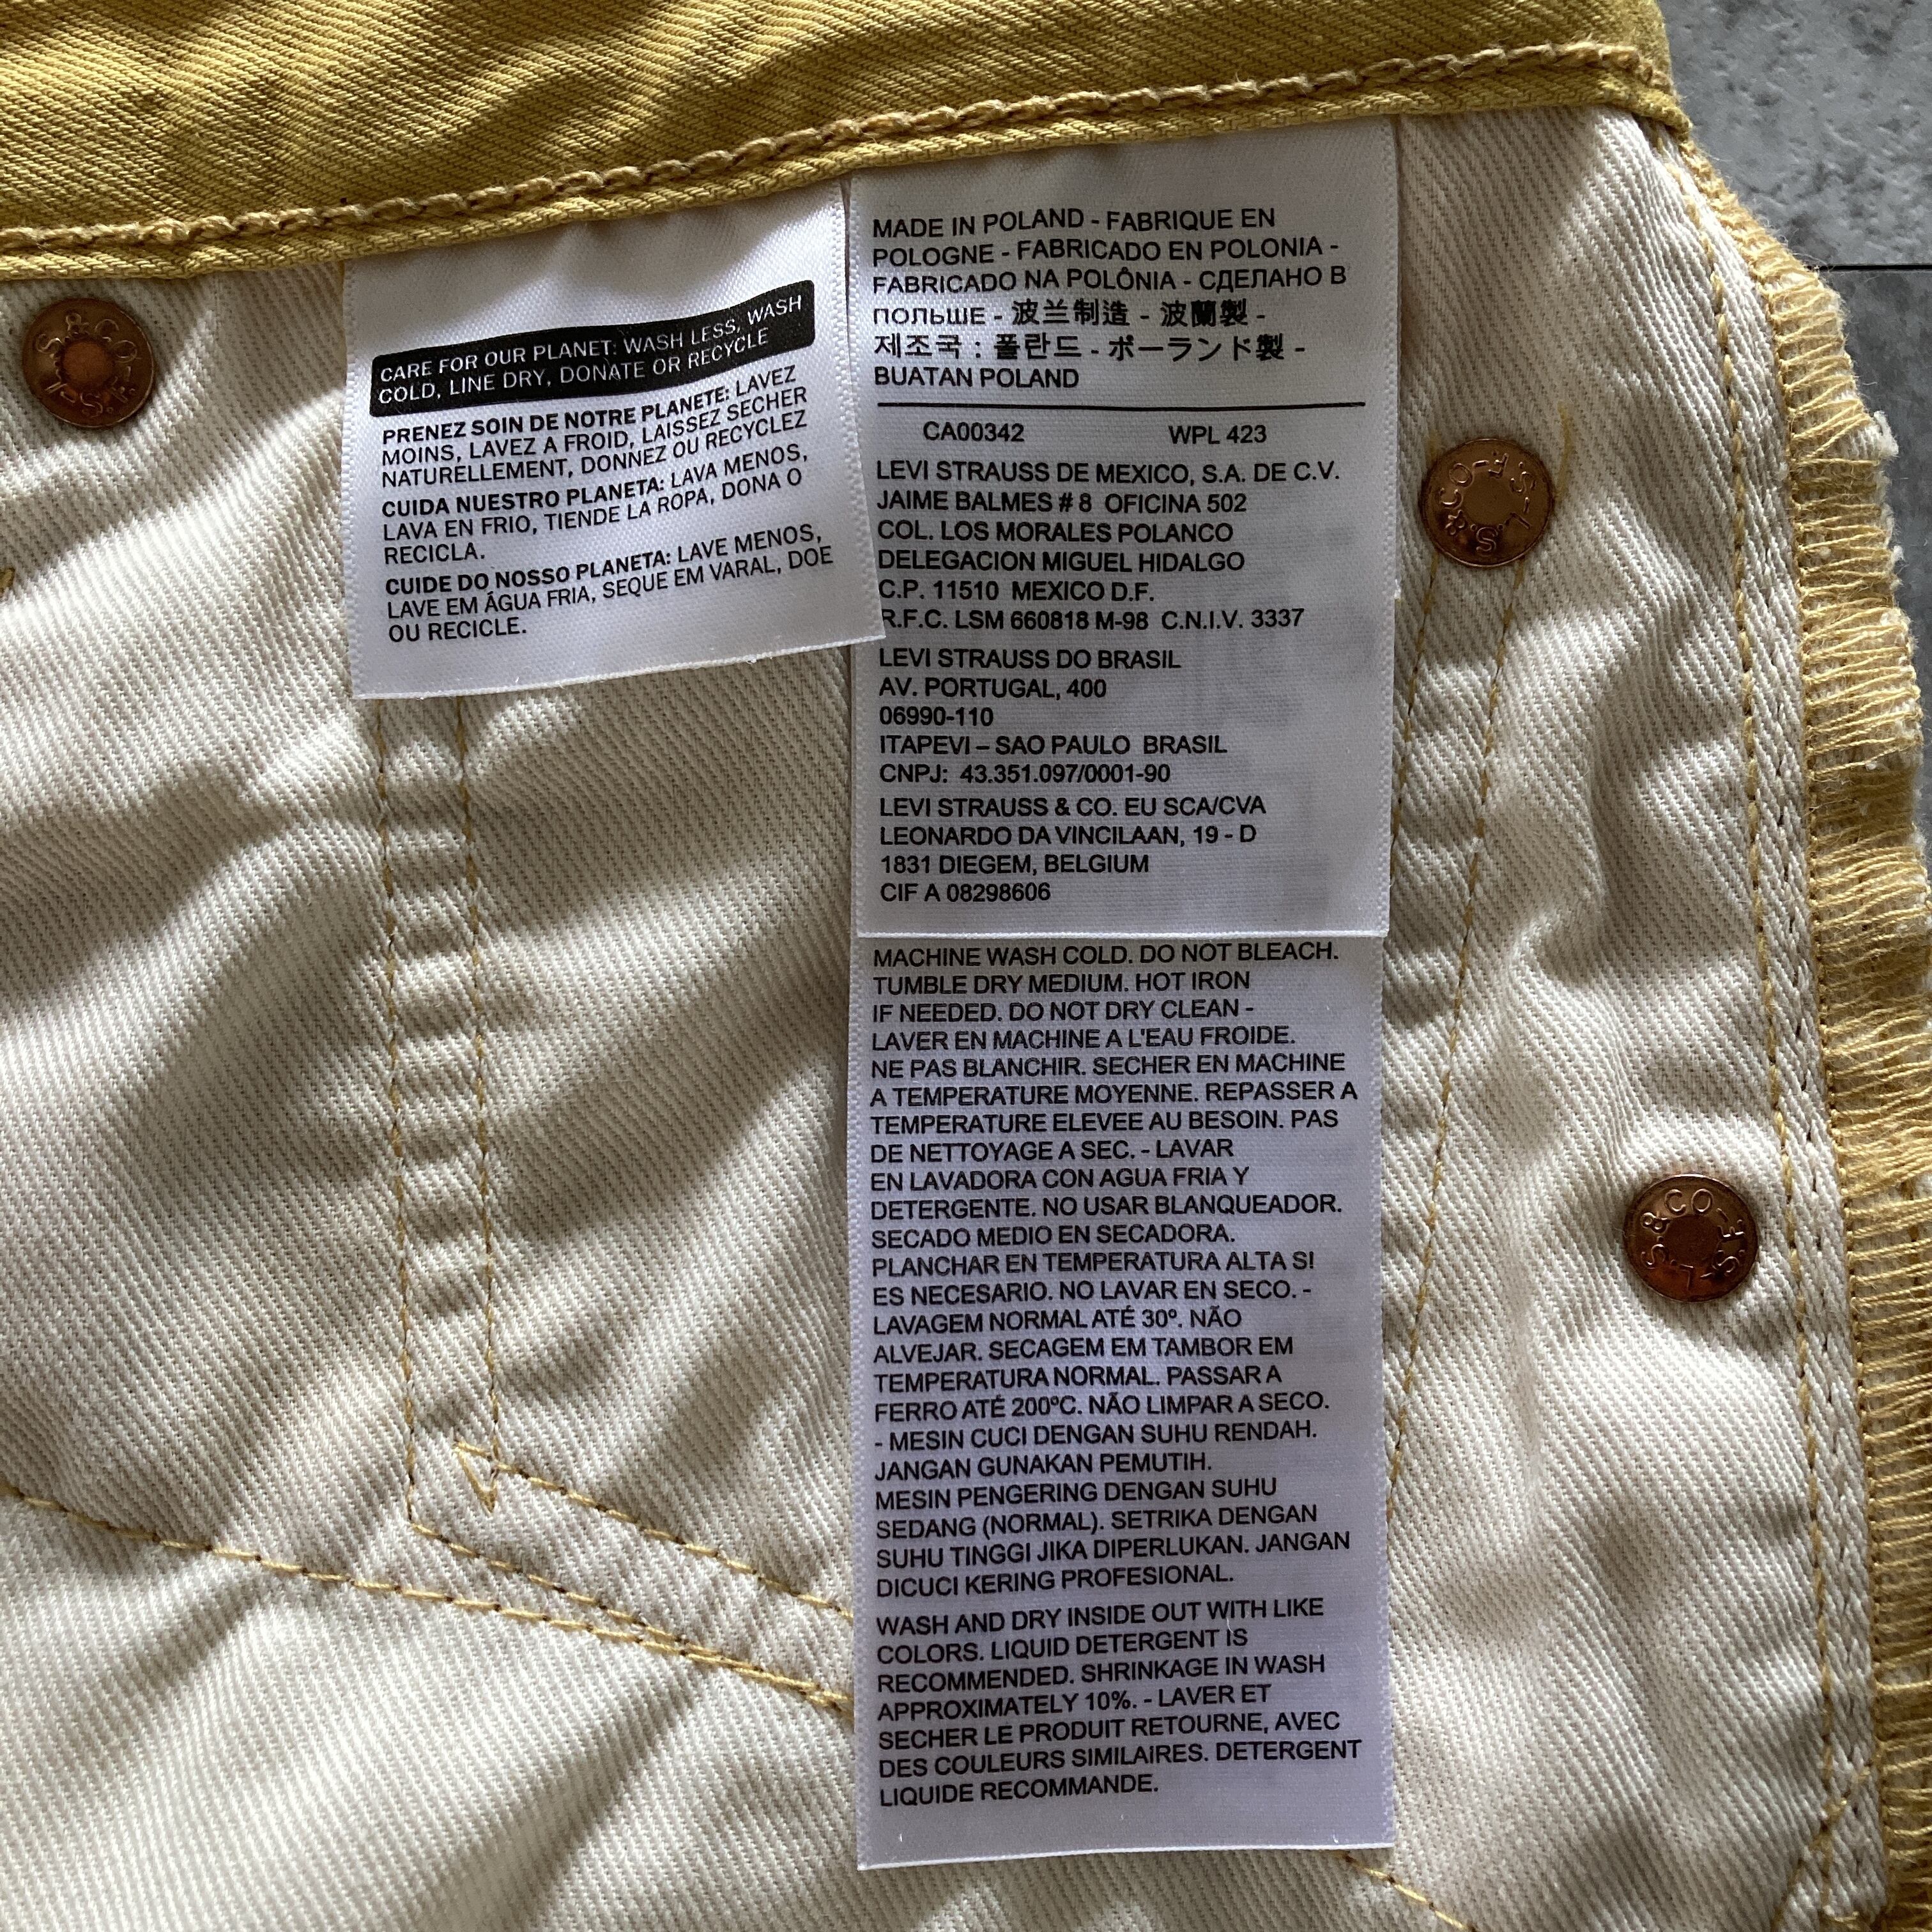 CARE FOR OUR PLANET: WASH LESS, WASH
COLD, LINE DRY, DONATE OR RECYCLE
PRENEZ SOIN DE NOTRE PLANETE: LAVEZ
MOINS, LAVEZ A FROID, LAISSEZ SECHER
NATURELLEMENT, DONNEZ OU RECYCLEZ
CUIDA NUESTRO PLANETA: LAVA MENOS,
LAVA EN FRIO, TIENDE LA ROPA, DONA O
RECICLA.
CUIDE DO NOSSO PLANETA: LAVE MENOS,
LAVE EM ÁGUA FRIA, SEQUE EM VARAL, DOE
OU RECICLE.
MADE IN POLAND - FABRIQUE EN
POLOGNE - FABRICADO EN POLONIA -
FABRICADO NA POLÔNIA - СДЕЛАНО В
ПОЛЬШЕ - 波兰制造 - 波蘭製 -
제조국 : 폴란드 - ポーランド製 -
BUATAN POLAND
CA00342 WPL 423
LEVI STRAUSS DE MEXICO, S.A. DE C.V.
JAIME BALMES # 8 OFICINA 502
COL. LOS MORALES POLANCO
DELEGACION MIGUEL HIDALGO
C.P. 11510 MEXICO D.F.
R.F.C. LSM 660818 M-98 C.N.I.V. 3337
LEVI STRAUSS DO BRASIL
AV. PORTUGAL, 400
06990-110
ITAPEVI – SAO PAULO BRASIL
CNPJ: 43.351.097/0001-90
LEVI STRAUSS & CO. EU SCA/CVA
LEONARDO DA VINCILAAN, 19 - D
1831 DIEGEM, BELGIUM
CIF A 08298606
MACHINE WASH COLD. DO NOT BLEACH.
TUMBLE DRY MEDIUM. HOT IRON
IF NEEDED. DO NOT DRY CLEAN -
LAVER EN MACHINE A L'EAU FROIDE.
NE PAS BLANCHIR. SECHER EN MACHINE
A TEMPERATURE MOYENNE. REPASSER A
TEMPERATURE ELEVEE AU BESOIN. PAS
DE NETTOYAGE A SEC. - LAVAR
EN LAVADORA CON AGUA FRIA Y
DETERGENTE. NO USAR BLANQUEADOR.
SECADO MEDIO EN SECADORA.
PLANCHAR EN TEMPERATURA ALTA SI
ES NECESARIO. NO LAVAR EN SECO. -
LAVAGEM NORMAL ATÉ 30º. NÃO
ALVEJAR. SECAGEM EM TAMBOR EM
TEMPERATURA NORMAL. PASSAR A
FERRO ATÉ 200ºC. NÃO LIMPAR A SECO.
- MESIN CUCI DENGAN SUHU RENDAH.
JANGAN GUNAKAN PEMUTIH.
MESIN PENGERING DENGAN SUHU
SEDANG (NORMAL). SETRIKA DENGAN
SUHU TINGGI JIKA DIPERLUKAN. JANGAN
DICUCI KERING PROFESIONAL.
WASH AND DRY INSIDE OUT WITH LIKE
COLORS. LIQUID DETERGENT IS
RECOMMENDED. SHRINKAGE IN WASH
APPROXIMATELY 10%. - LAVER ET
SECHER LE PRODUIT RETOURNE, AVEC
DES COULEURS SIMILAIRES. DETERGENT
LIQUIDE RECOMMANDE.
L.S.&CO-S.F.
L.S.&CO-S.F.
L.S.&CO-S.F.